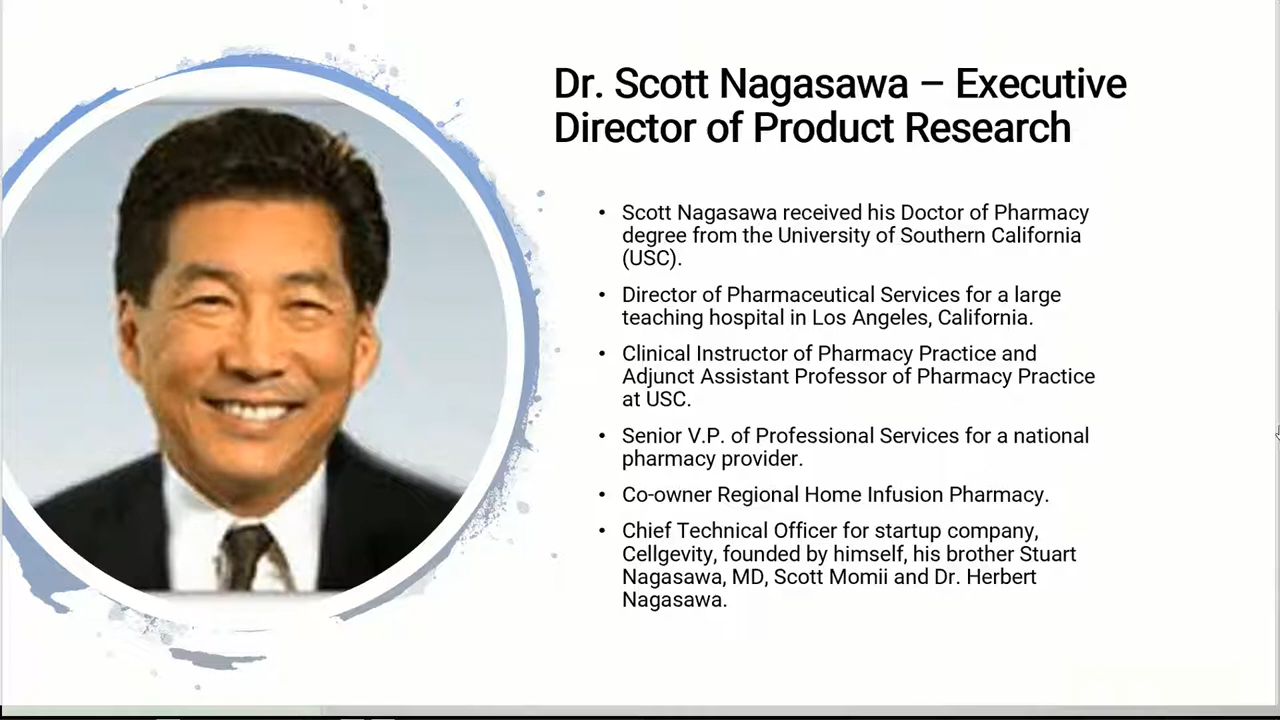 Dr. Scott Nagasawa – Executive
Director of Product Research
• Scott Nagasawa received his Doctor of Pharmacy
degree from the University of Southern California
(USC).
• Director of Pharmaceutical Services for a large
teaching hospital in Los Angeles, California.
• Clinical Instructor of Pharmacy Practice and
Adjunct Assistant Professor of Pharmacy Practice
at USC.
• Senior V.P. of Professional Services for a national
pharmacy provider.
• Co-owner Regional Home Infusion Pharmacy.
• Chief Technical Officer for startup company,
Cellgevity, founded by himself, his brother Stuart
Nagasawa, MD, Scott Momii and Dr. Herbert
Nagasawa.